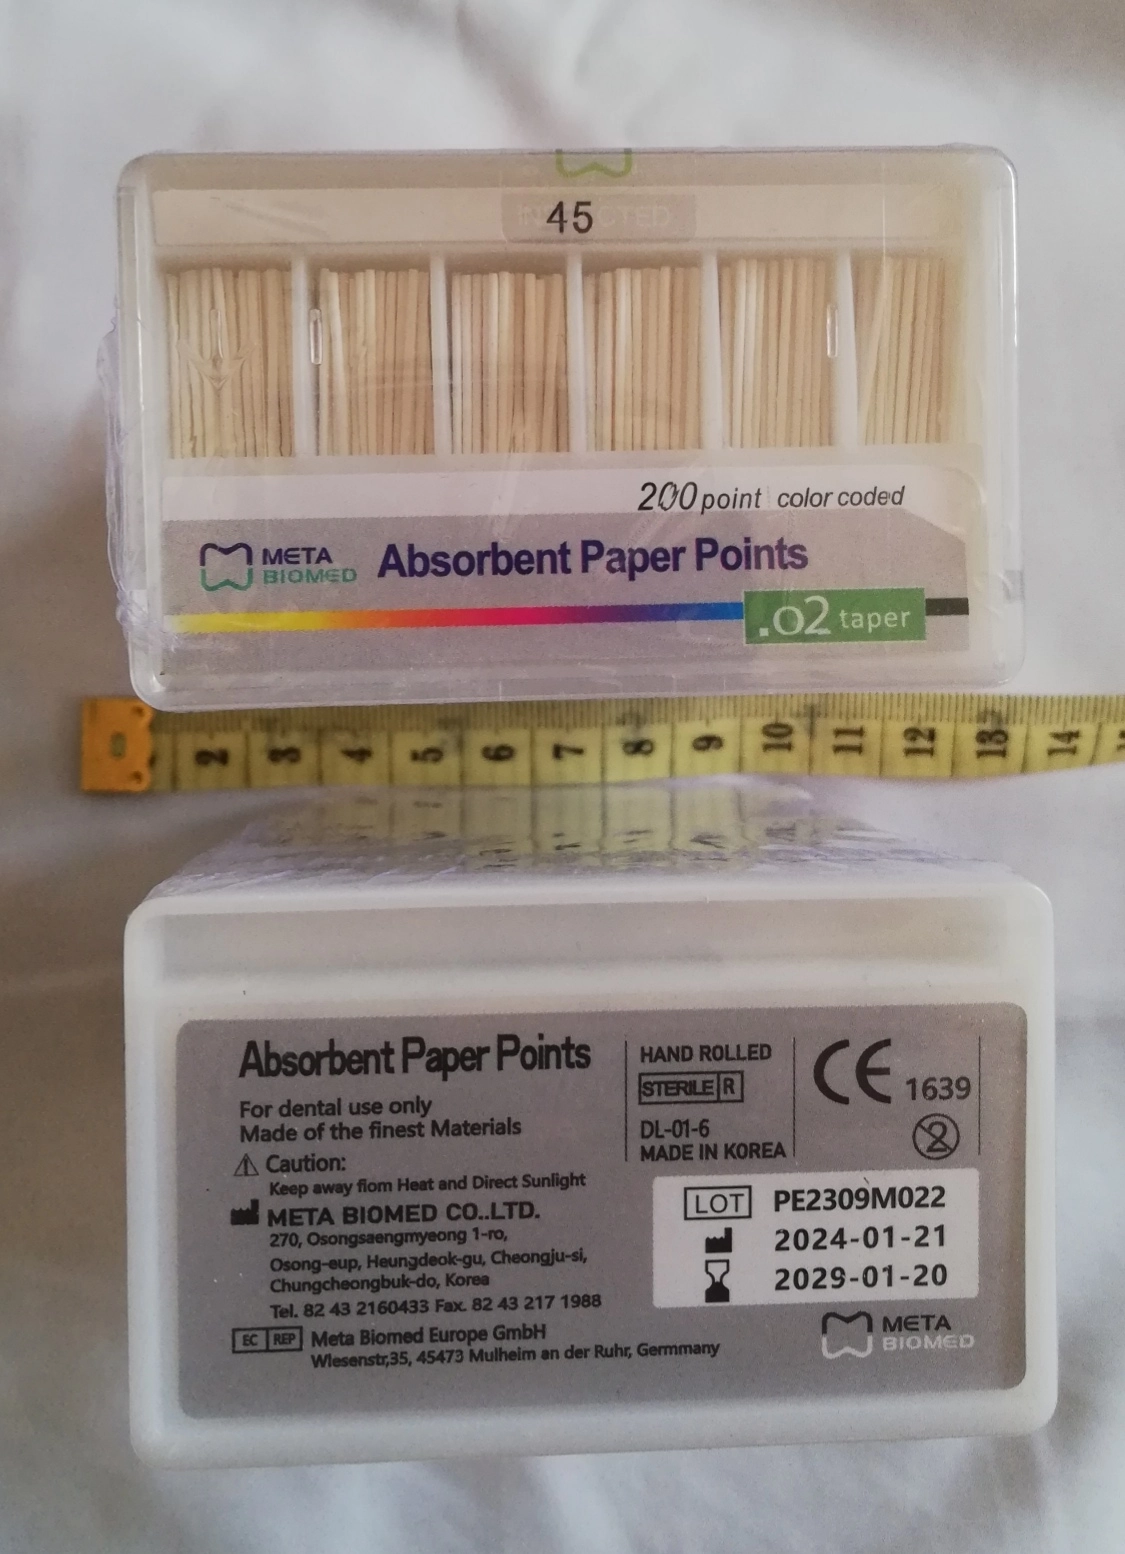 45
200 point color coded
META
BIOMED
Absorbent Paper Points
.02 taper
2 3 4 5 6 7 8 9 10 11 12 13 14
Absorbent Paper Points
For dental use only
Made of the finest Materials
Caution:
Keep away fiom Heat and Direct Sunlight
META BIOMED CO..LTD.
270, Osongsaengmyeong 1-ro,
Osong-eup, Heungdeok-gu, Cheongju-si,
Chungcheongbuk-do, Korea
Tel. 82 43 2160433 Fax. 82 43 217 1988
EC REP Meta Biomed Europe GmbH
Wlesenstr,35, 45473 Mulheim an der Ruhr, Germmany
HAND ROLLED
STERILE R
DL-01-6
MADE IN KOREA
CE 1639
2
LOT PE2309M022
2024-01-21
2029-01-20
META
BIOMED